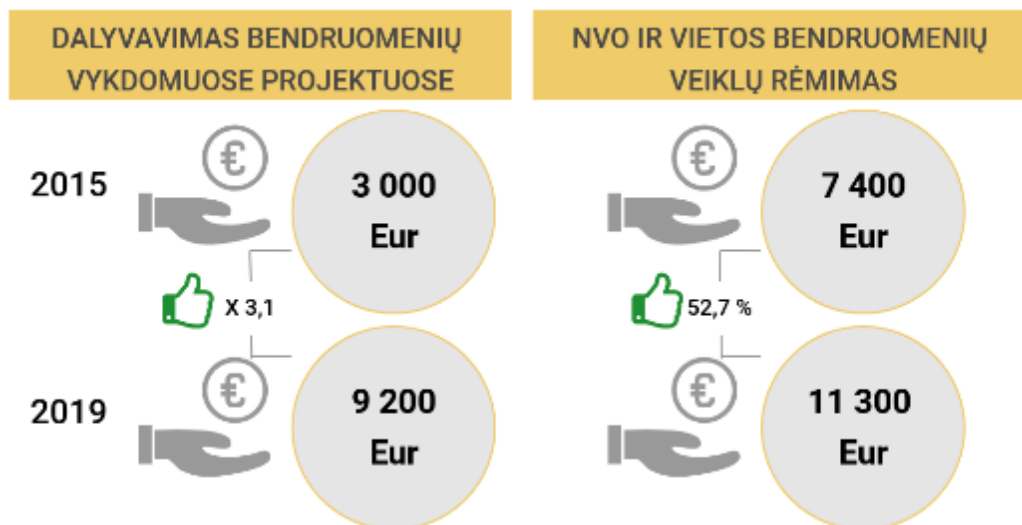 DALYVAVIMAS BENDRUOMENIŲ
VYKDOMUOSE PROJEKTUOSE
NVO IR VIETOS BENDRUOMENIŲ
VEIKLŲ RĖMIMAS
2015
€
3 000
Eur
€
7 400
Eur
X 3,1
52,7 %
2019
€
9 200
Eur
€
11 300
Eur